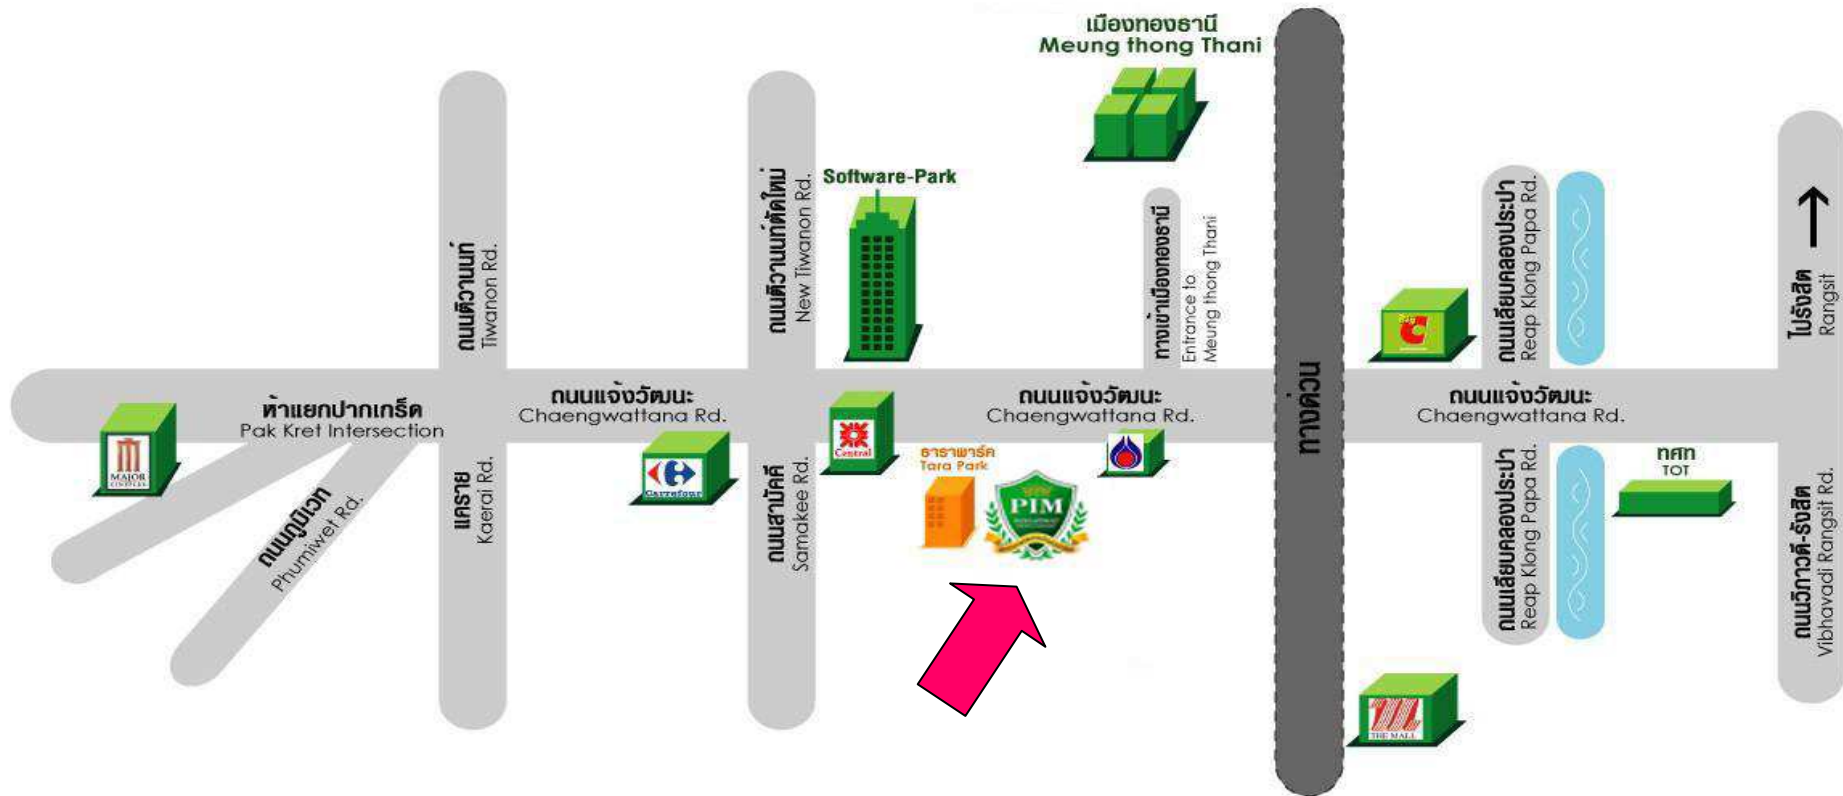 เมืองทองธานี
Meung thong Thani
Software-Park
ถนนติวานนท์
Tiwanon Rd.
ถนนติวานนท์ตัดใหม่
New Tiwanon Rd.
ทางเข้าเมืองทองธานี
Entrance to
Meung thong Thani
ทางด่วน
Big
C
ถนนเลียบคลองประปา
Reap Klong Papa Rd.
ไปรังสิต
Rangsit
ห้าแยกปากเกร็ด
Pak Kret Intersection
ถนนแจ้งวัฒนะ
Chaengwattana Rd.
ถนนแจ้งวัฒนะ
Chaengwattana Rd.
ถนนแจ้งวัฒนะ
Chaengwattana Rd.
MAJOR
CINEPLEX
ถนนภูมิเวท
Phumiwet Rd.
แคราย
Kaerai Rd.
Carrefour
ถนนสามัคคี
Samakee Rd.
Central
ธาราพาร์ค
Tara Park
PIM
ถนนเลียบคลองประปา
Reap Klong Papa Rd.
ทศท
TOT
ถนนวิภาวดี-รังสิต
Vibhavadi Rangsit Rd.
THE MALL